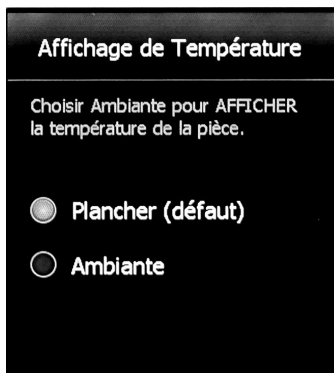 Affichage de Température
Choisir Ambiante pour AFFICHER
la température de la pièce.
Plancher (défaut)
Ambiante